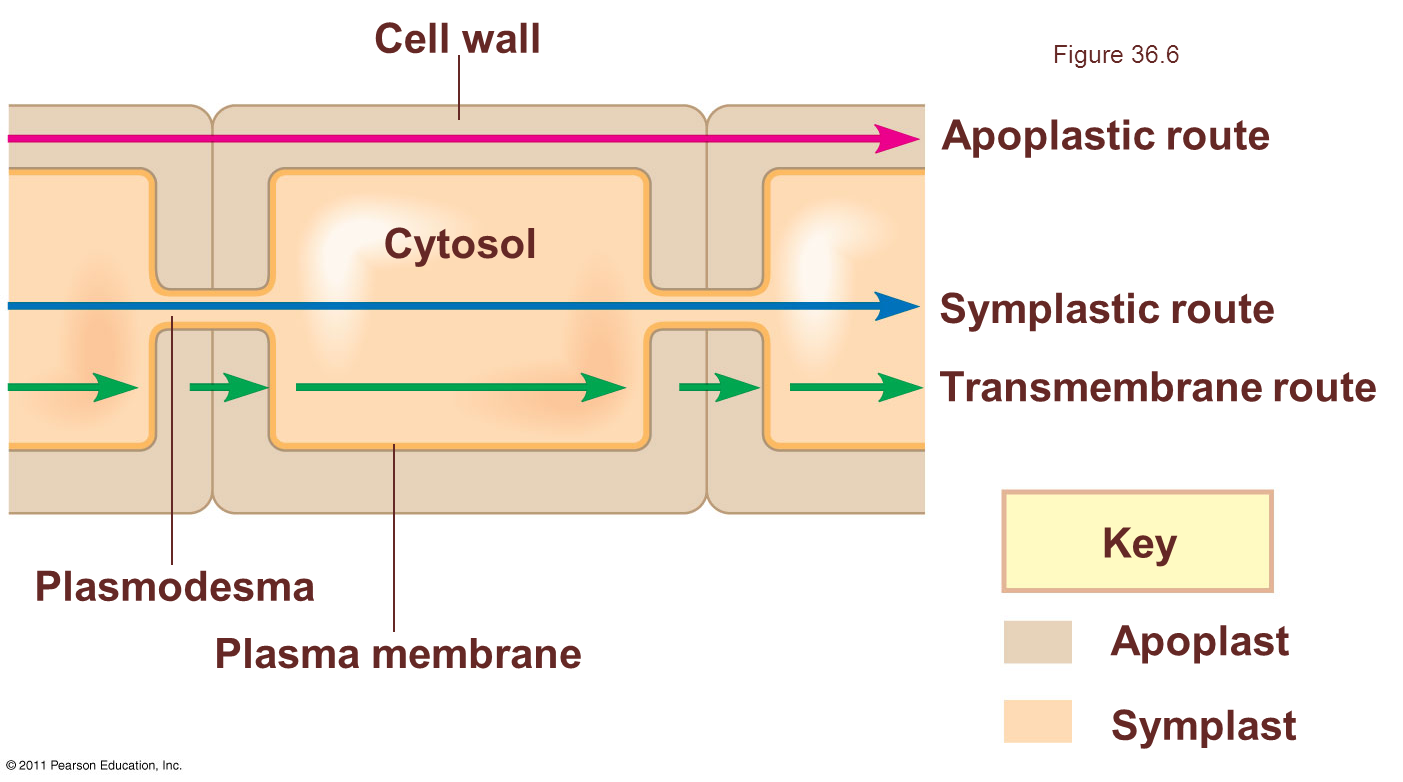 Cell wall
Figure 36.6
Apoplastic route
Cytosol
Symplastic route
Transmembrane route
Key
Plasmodesma
Apoplast
Plasma membrane
Symplast
© 2011 Pearson Education, Inc.